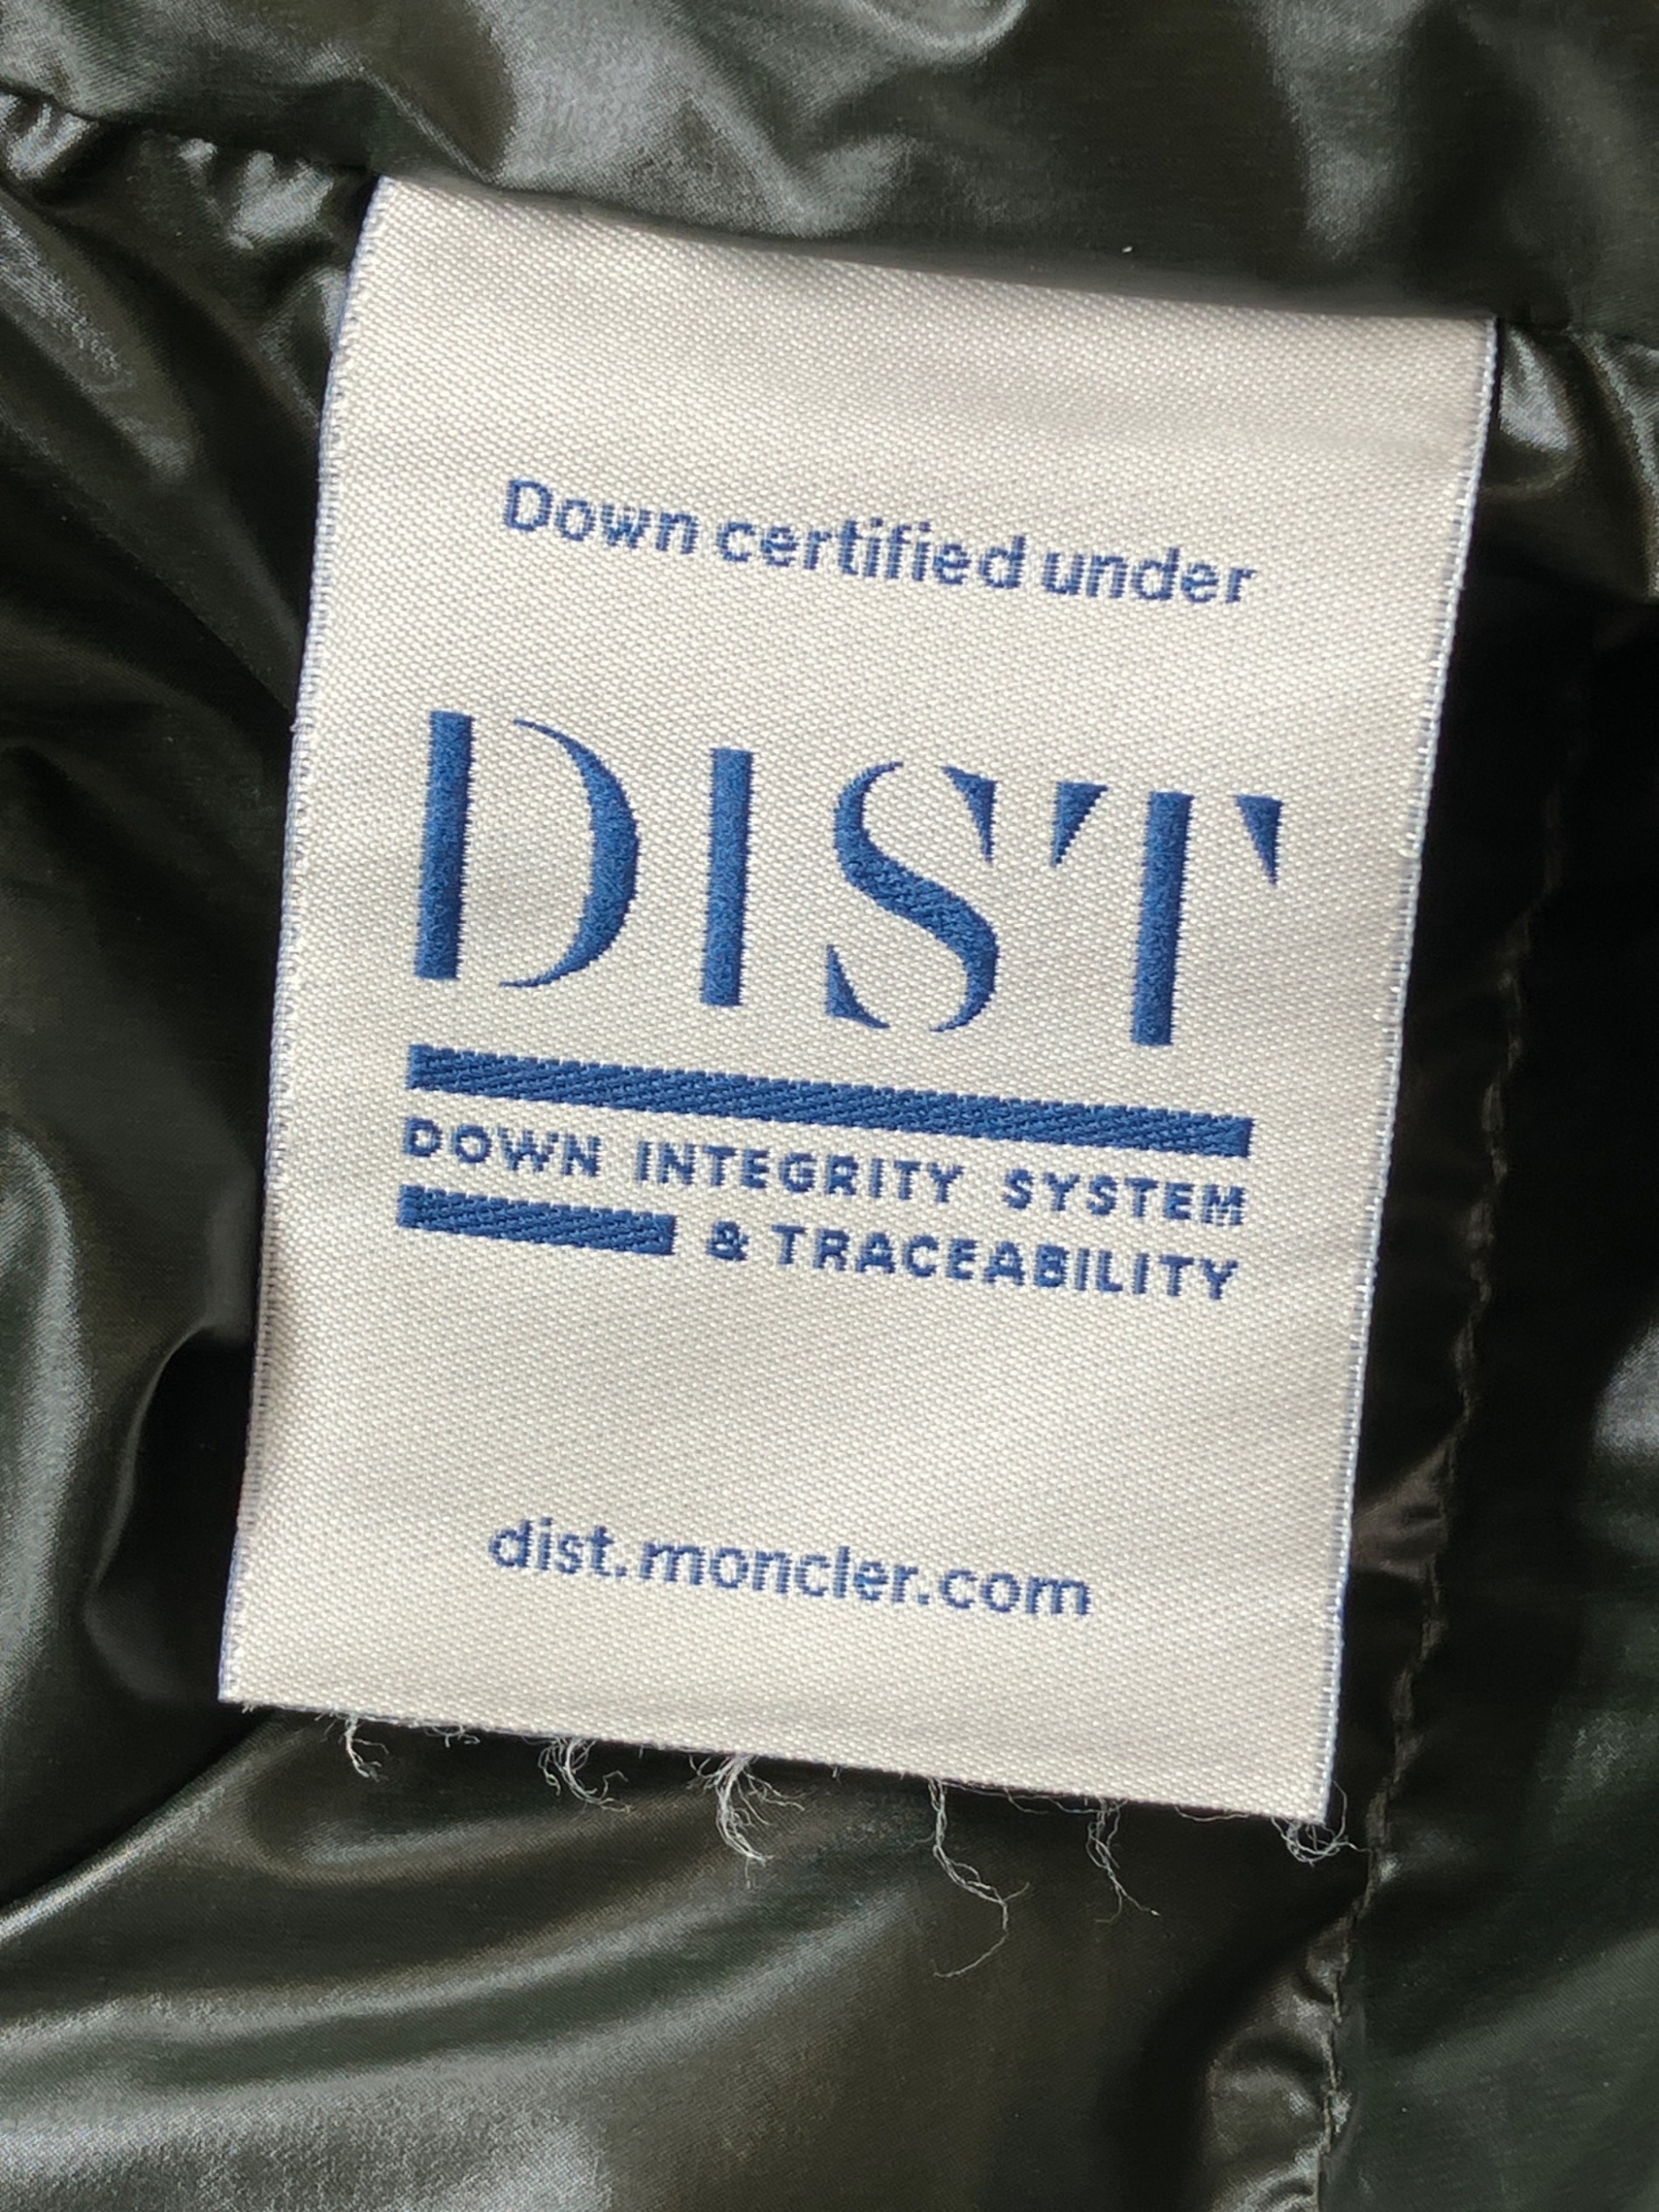 Down certified under
DIST
DOWN INTEGRITY SYSTEM
& TRACEABILITY
dist.moncler.com